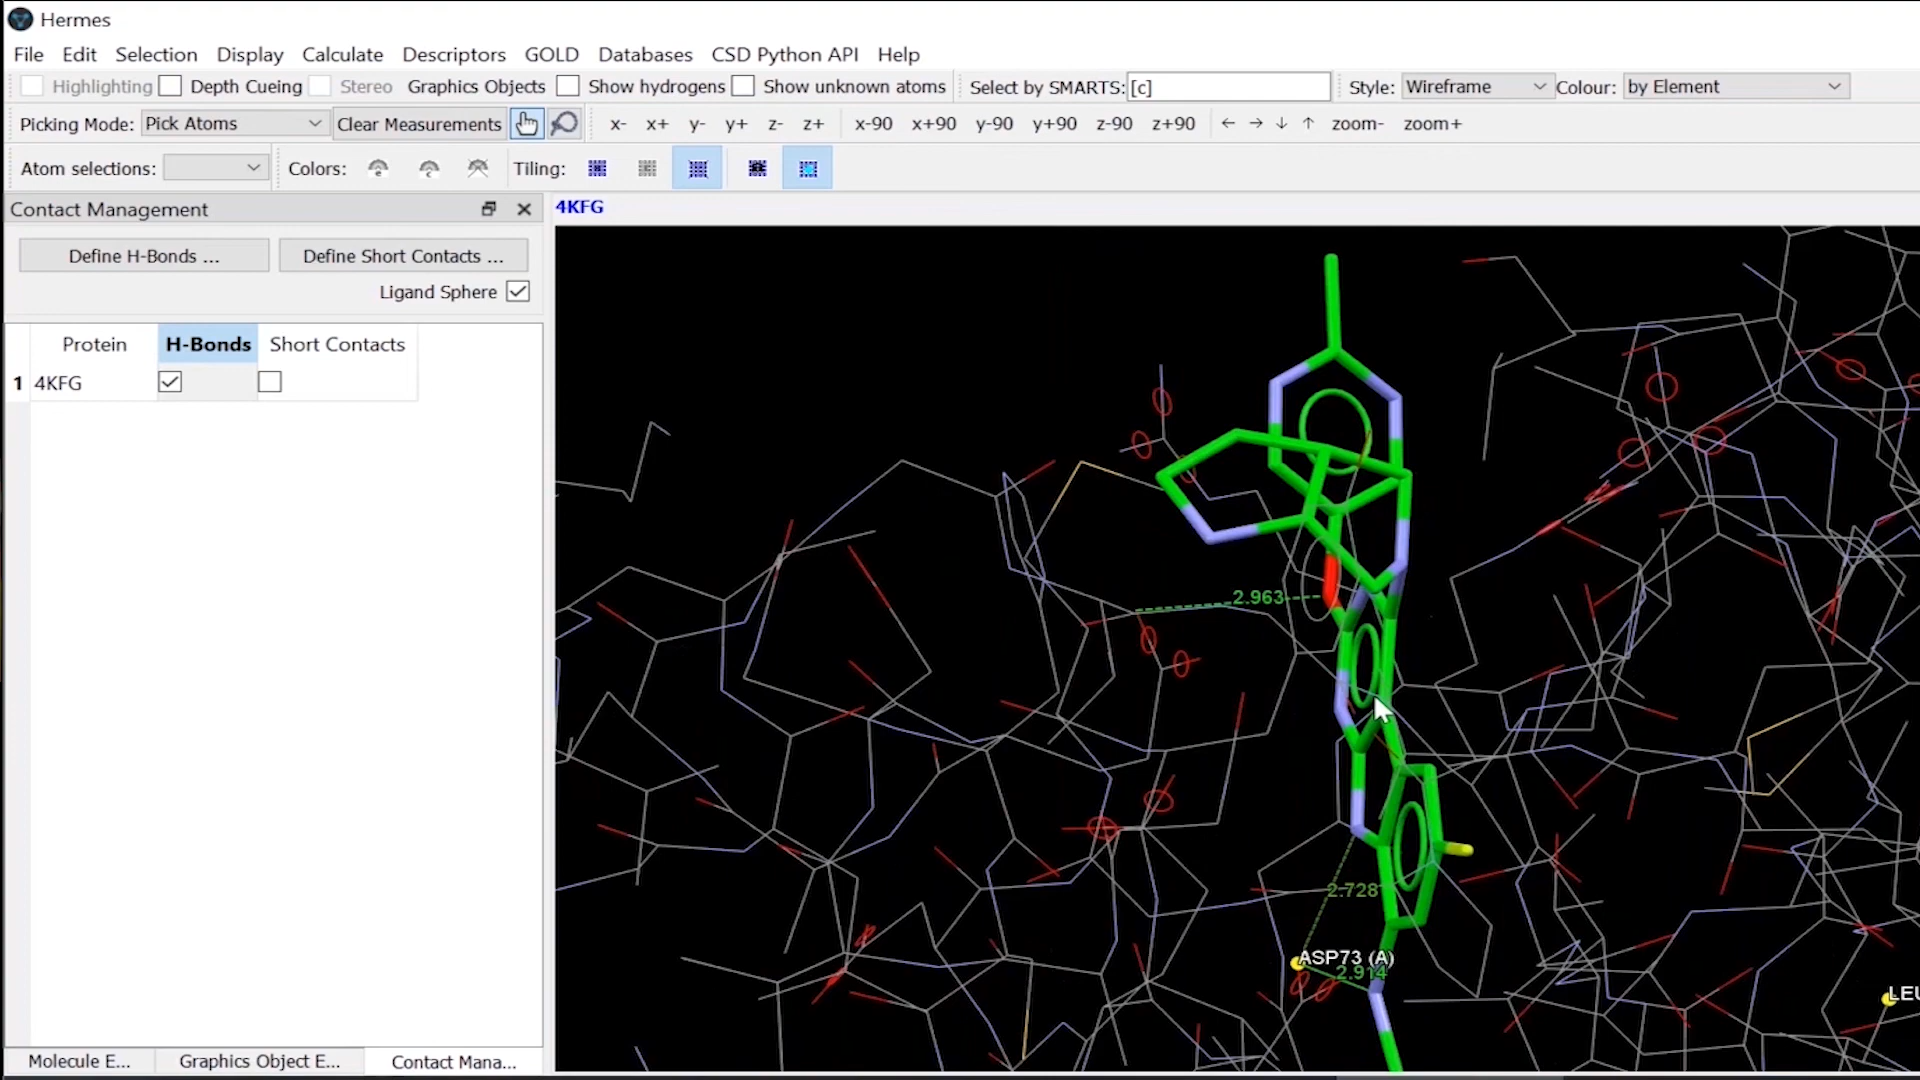 Hermes
File Edit Selection Display Calculate Descriptors GOLD Databases CSD Python API Help
Highlighting Depth Cueing Stereo Graphics Objects Show hydrogens Show unknown atoms Select by SMARTS: [c] Style: Wireframe Colour: by Element
Picking Mode: Pick Atoms Clear Measurements x- x+ y- y+ z- z+ x-90 x+90 y-90 y+90 z-90 z+90 ← → ↓ ↑ zoom- zoom+
Atom selections: Colors: Tiling:
Contact Management
4KFG
Define H-Bonds ... Define Short Contacts ...
Ligand Sphere
Protein H-Bonds Short Contacts
1 4KFG
2.963
2.728
ASP73 (A)
2.914
LEU
Molecule E... Graphics Object E... Contact Mana...